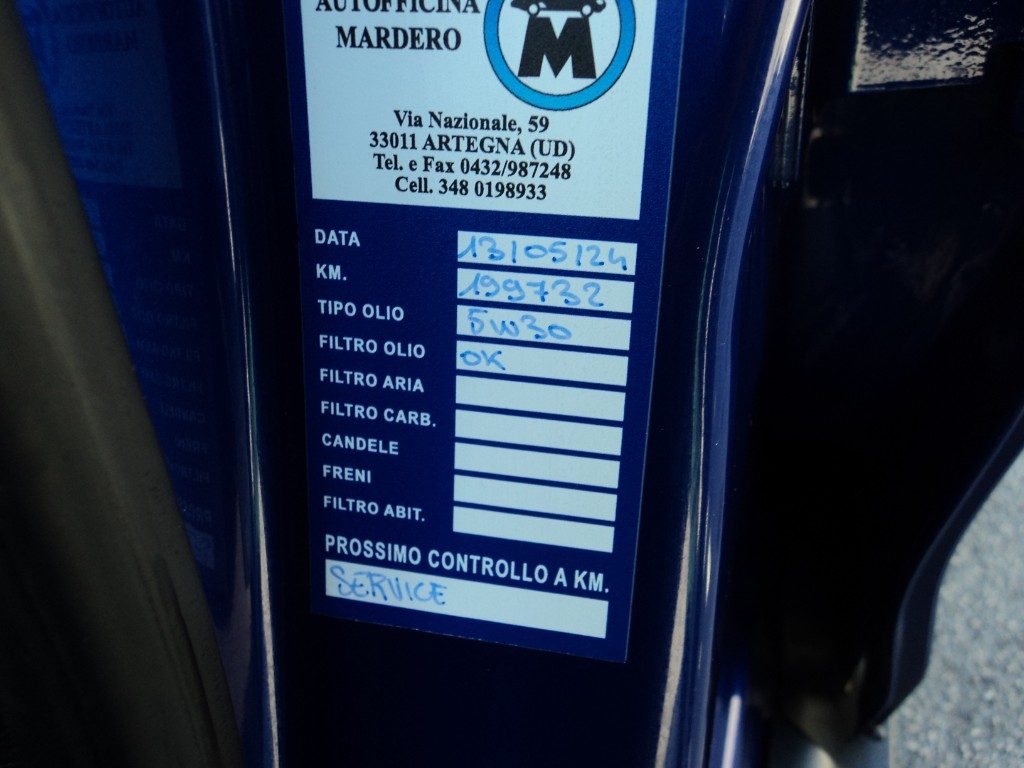 AUTOFFICINA
MARDERO
M
Via Nazionale, 59
33011 ARTEGNA (UD)
Tel. e Fax 0432/987248
Cell. 348 0198933
DATA 13/05/24
KM. 199732
TIPO OLIO 5W30
FILTRO OLIO OK
FILTRO ARIA
FILTRO CARB.
CANDELE
FRENI
FILTRO ABIT.
PROSSIMO CONTROLLO A KM.
SERVICE